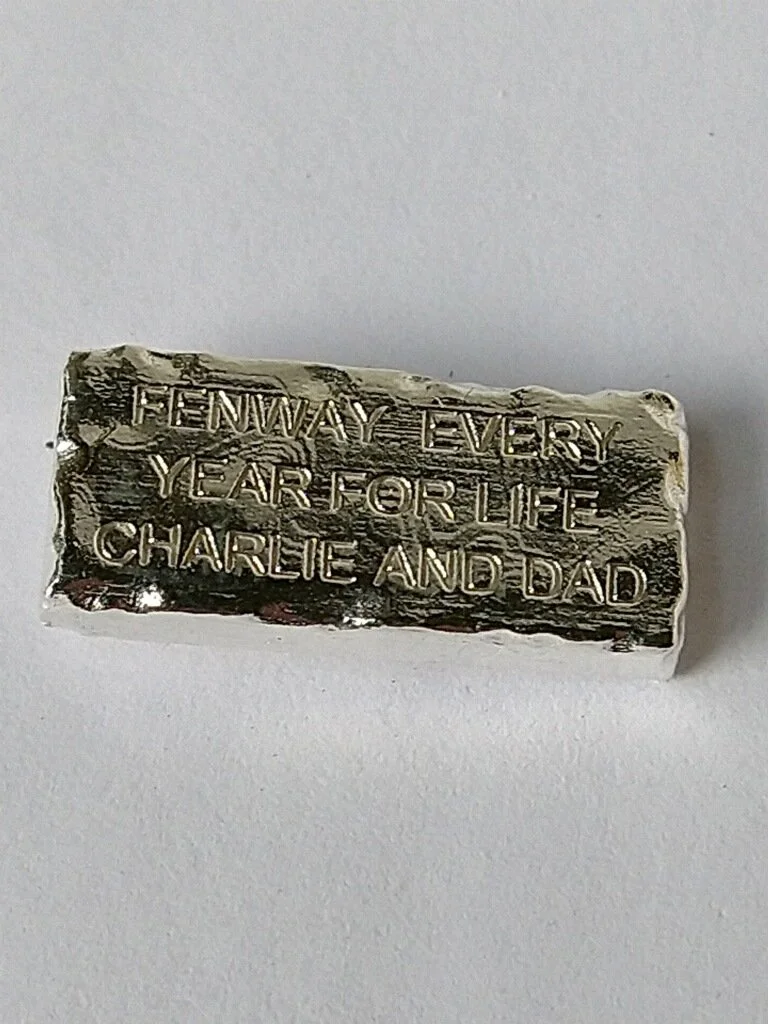 FENWAY EVERY
YEAR FOR LIFE
CHARLIE AND DAD